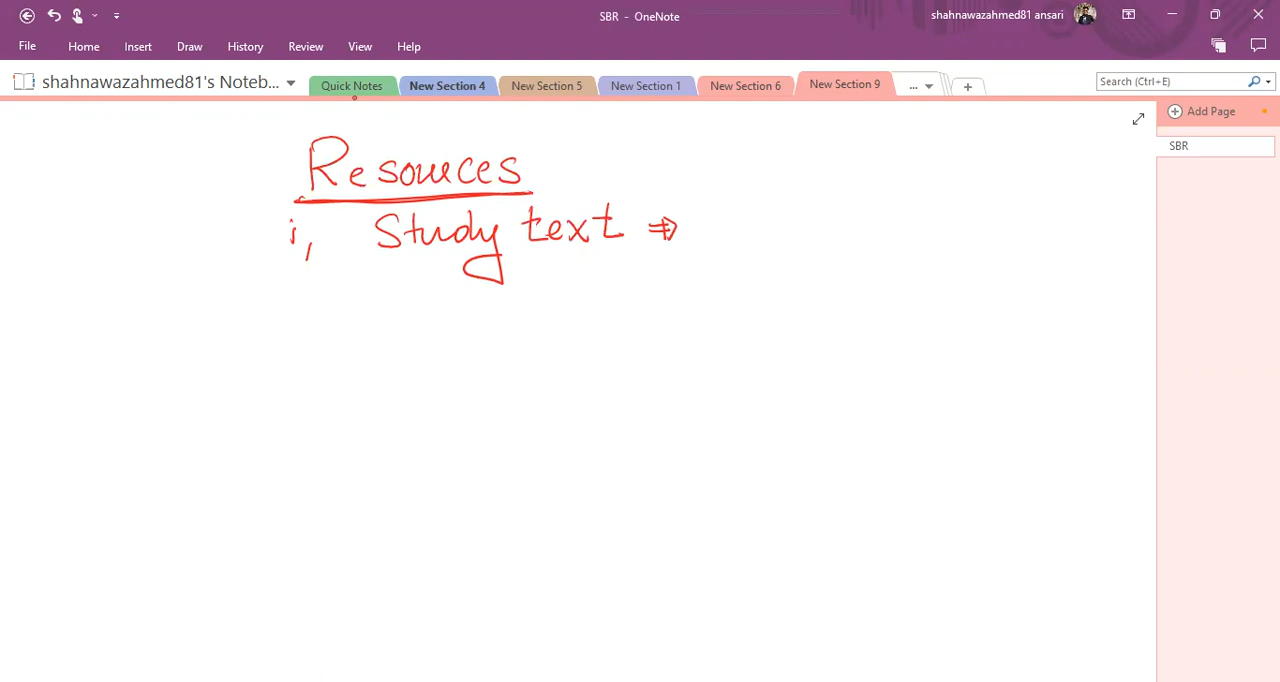 SBR - OneNote
shahnawazahmed81 ansari
File Home Insert Draw History Review View Help
shahnawazahmed81's Noteb... Quick Notes New Section 4 New Section 5 New Section 1 New Section 6 New Section 9 ... + Search (Ctrl+E)
Add Page
SBR
Resources
i, Study text ⇒